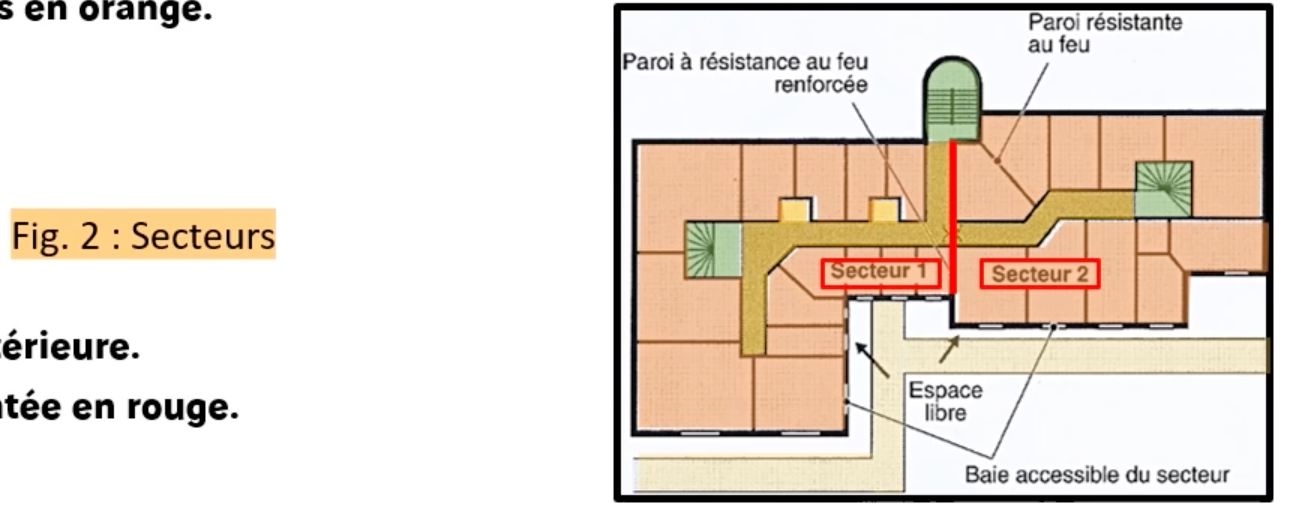 s en orange.
Fig. 2 : Secteurs
térieure.
ntée en rouge.
Paroi résistante
au feu
Paroi à résistance au feu
renforcée
Secteur 1
Secteur 2
Espace
libre
Baie accessible du secteur